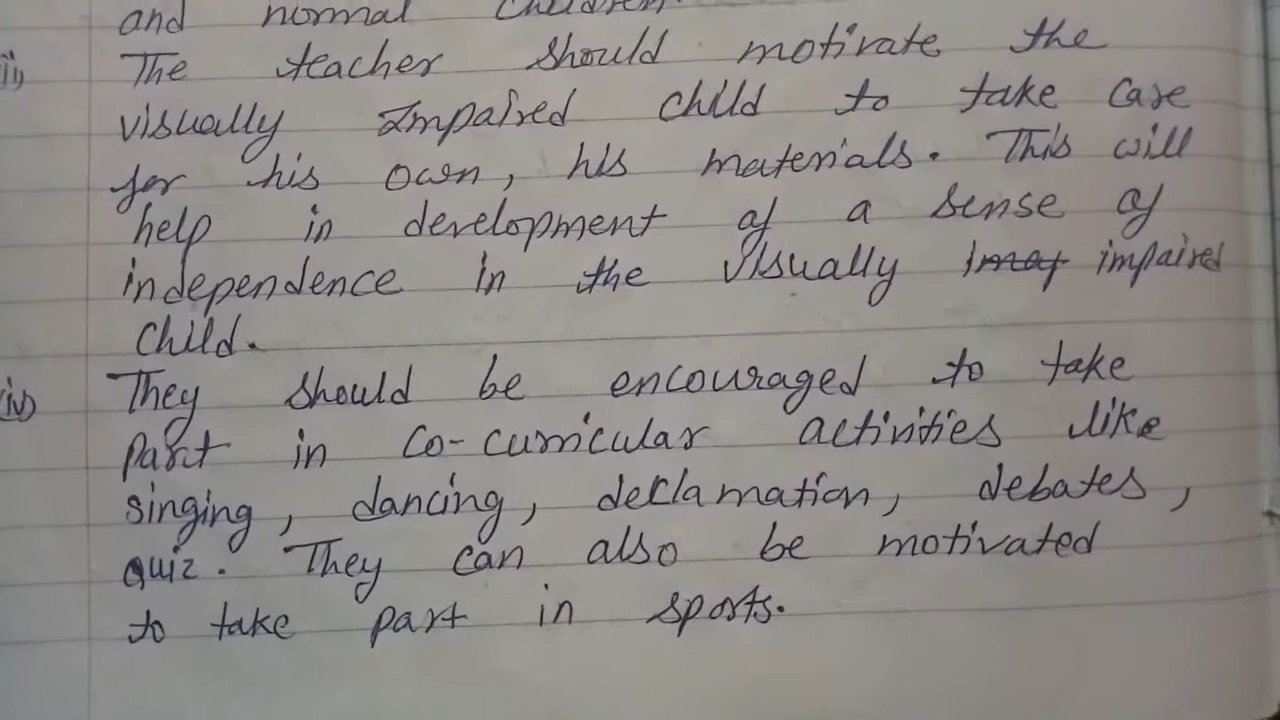 and normal children.
ii) The teacher should motivate the
visually Impaired child to take care
for his own, his materials. This will
help in development of a sense of
independence in the visually imay impaired
child.
iv) They should be encouraged to take
part in co-curricular activities like
singing, dancing, declamation, debates,
quiz. They can also be motivated
to take part in sports.